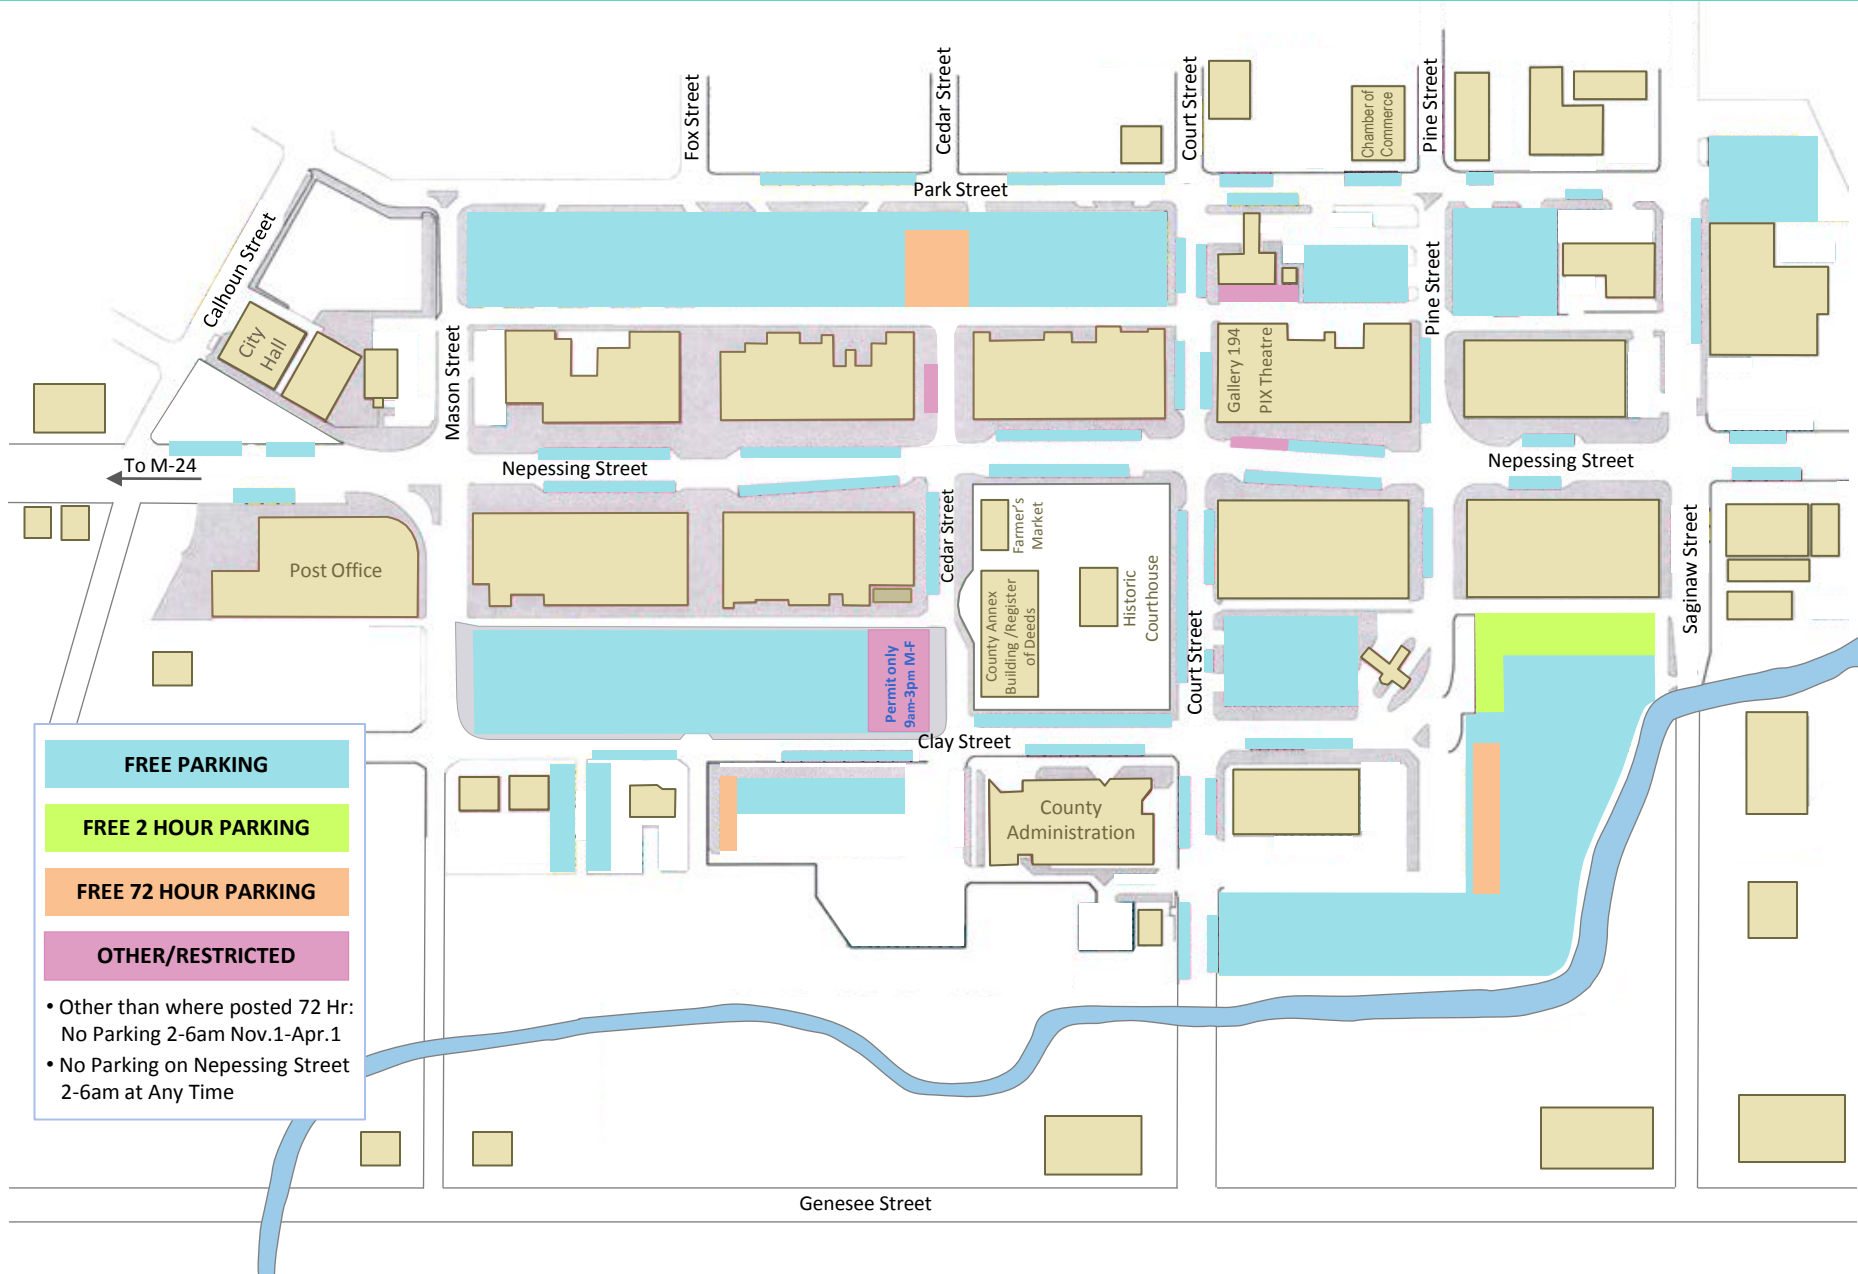 Fox Street
Cedar Street
Court Street
Pine Street
Chamber of
Commerce
Park Street
Calhoun Street
City
Hall
Mason Street
Gallery 194
PIX Theatre
Pine Street
To M-24
Nepessing Street
Nepessing Street
Post Office
Cedar Street
Farmer's
Market
County Annex
Building /Register
of Deeds
Historic
Courthouse
Court Street
Saginaw Street
Permit only
9am-3pm M-F
Clay Street
County
Administration
FREE PARKING
FREE 2 HOUR PARKING
FREE 72 HOUR PARKING
OTHER/RESTRICTED
• Other than where posted 72 Hr:
No Parking 2-6am Nov.1-Apr.1
• No Parking on Nepessing Street
2-6am at Any Time
Genesee Street